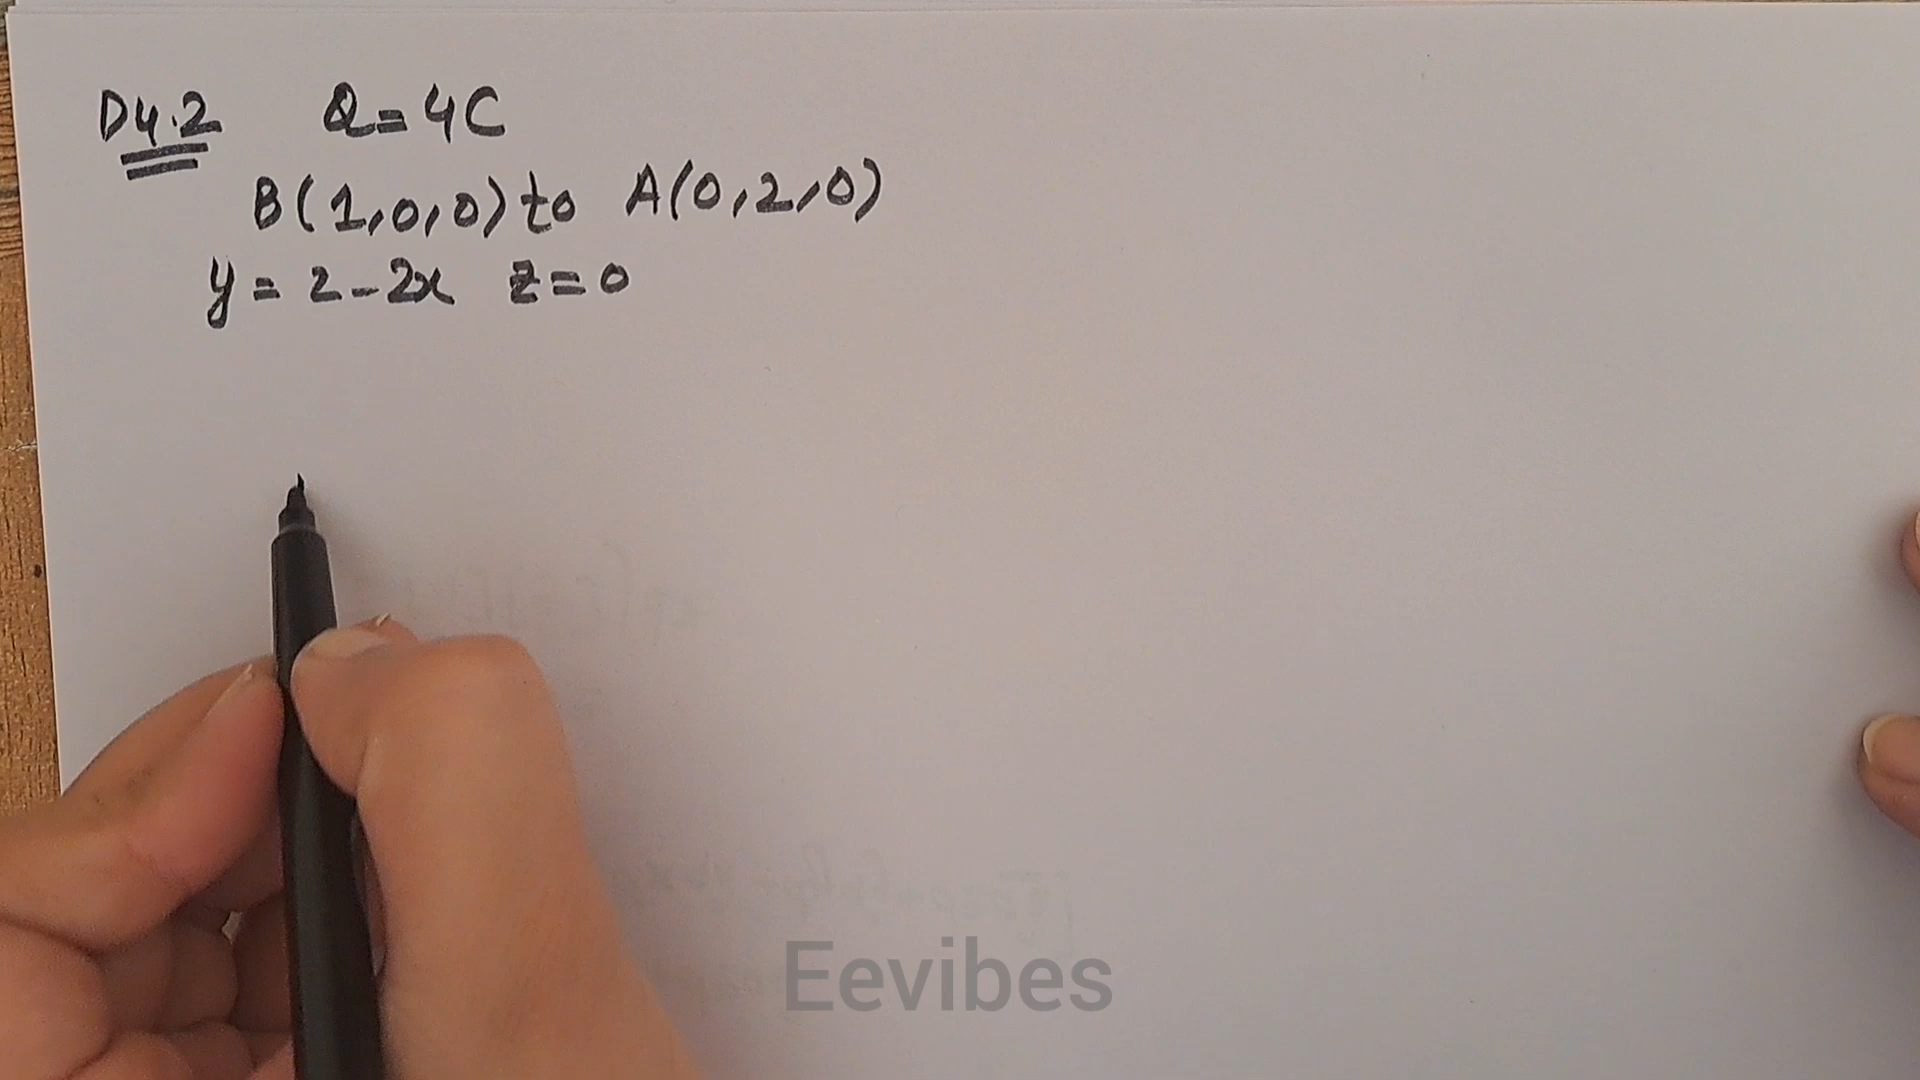 D4.2 Q=4C
B(1,0,0) to A(0,2,0)
y = 2-2x z=0
Eevibes